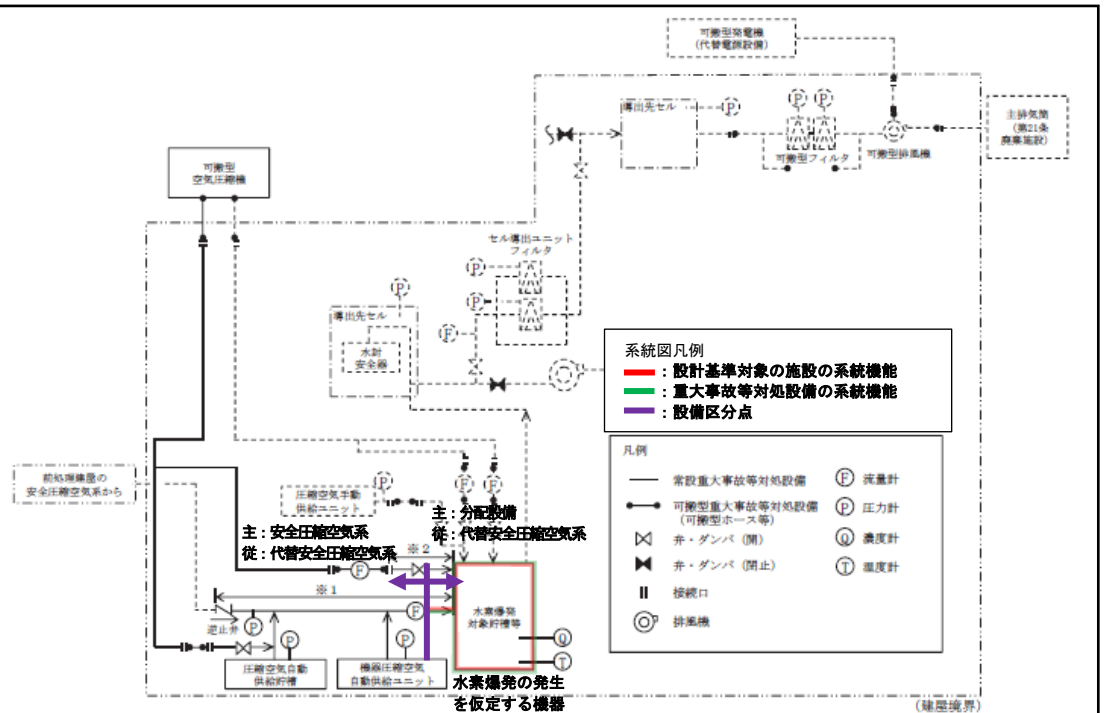 可搬型発電機
(代替電源設備)
導出先セル
P
P
P
主排気筒
(第21条
廃棄施設)
可搬型フィルタ
可搬型排風機
可搬型
空気圧縮機
セル導出ユニット
フィルタ
P
P
P
導出先セル
F
水封
安全器
系統図凡例
：設計基準対象の施設の系統機能
：重大事故等対処設備の系統機能
：設備区分点
凡例
常設重大事故等対処設備
可搬型重大事故等対処設備
(可搬型ホース等)
弁・ダンパ（開）
弁・ダンパ（閉止）
接続口
排風機
F 流量計
P 圧力計
Q 濃度計
T 温度計
前処理建屋の
安全圧縮空気系から
圧縮空気手動
供給ユニット
P
F
F
主：安全圧縮空気系
従：代替安全圧縮空気系
主：分配設備
従：代替安全圧縮空気系
※2
F
※1
逆止弁
P
F
水素爆発
対象貯槽等
P
P
Q
T
圧縮空気自動
供給貯槽
機器圧縮空気
自動供給ユニット
水素爆発の発生
を仮定する機器
(建屋境界)